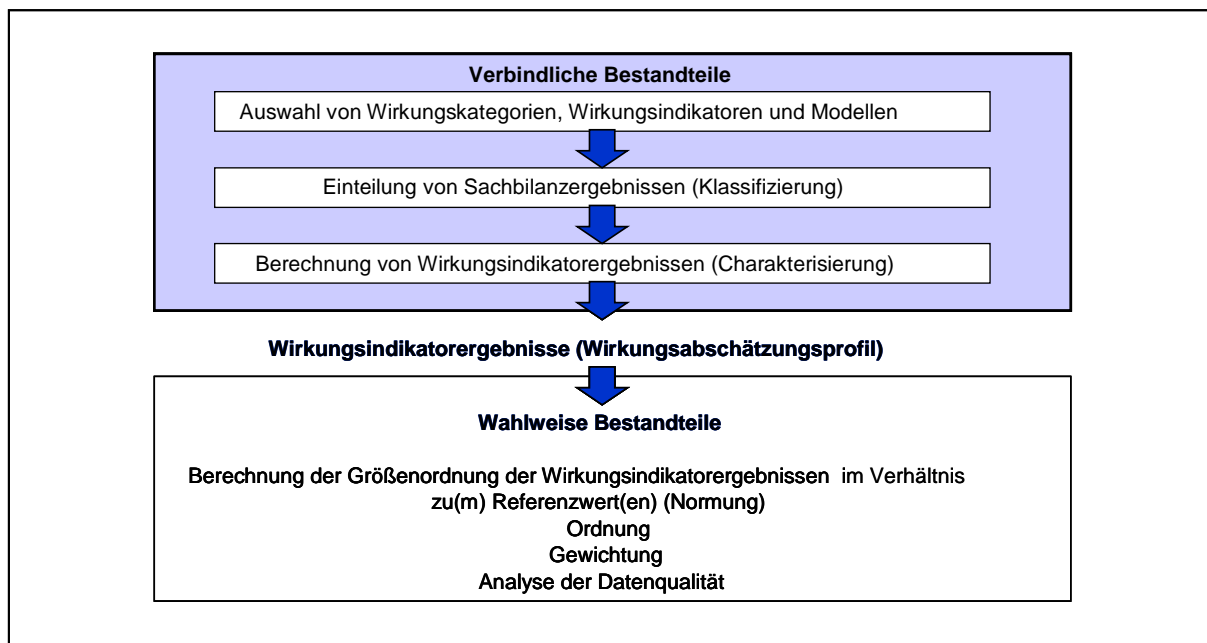 Verbindliche Bestandteile
Auswahl von Wirkungskategorien, Wirkungsindikatoren und Modellen
Einteilung von Sachbilanzergebnissen (Klassifizierung)
Berechnung von Wirkungsindikatorergebnissen (Charakterisierung)
Wirkungsindikatorergebnisse (Wirkungsabschätzungsprofil)
Wahlweise Bestandteile
Berechnung der Größenordnung der Wirkungsindikatorergebnissen im Verhältnis
zu(m) Referenzwert(en) (Normung)
Ordnung
Gewichtung
Analyse der Datenqualität